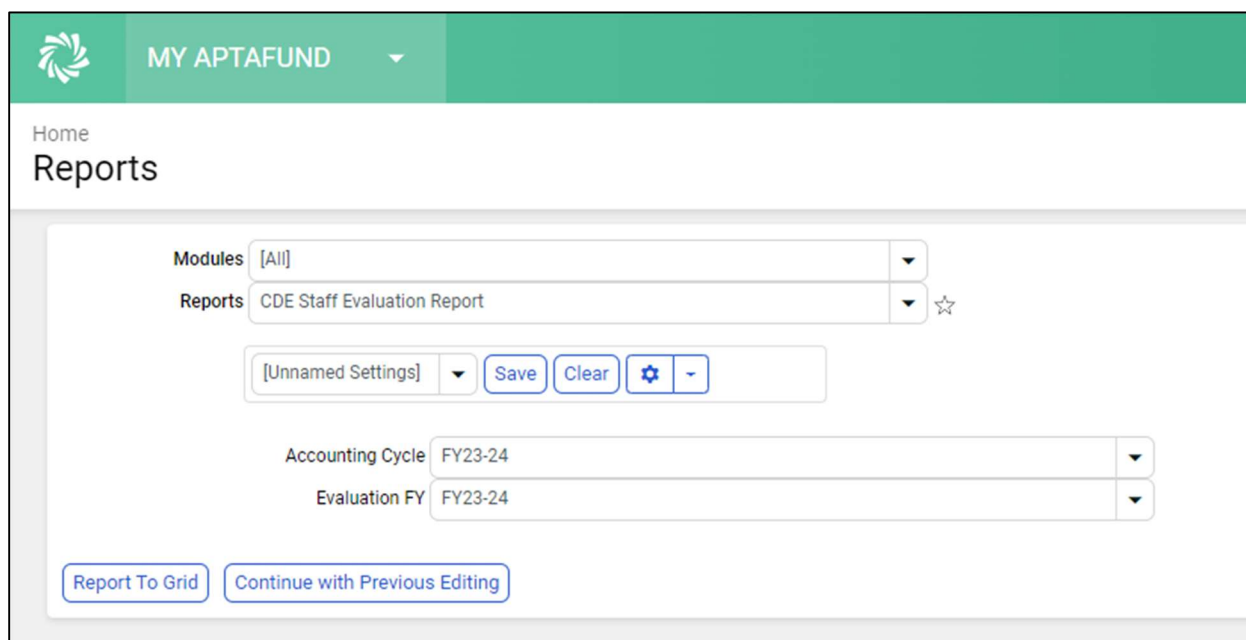 MY APTAFUND
Home
Reports
Modules [All]
Reports CDE Staff Evaluation Report
[Unnamed Settings] Save Clear
Accounting Cycle FY23-24
Evaluation FY FY23-24
Report To Grid Continue with Previous Editing